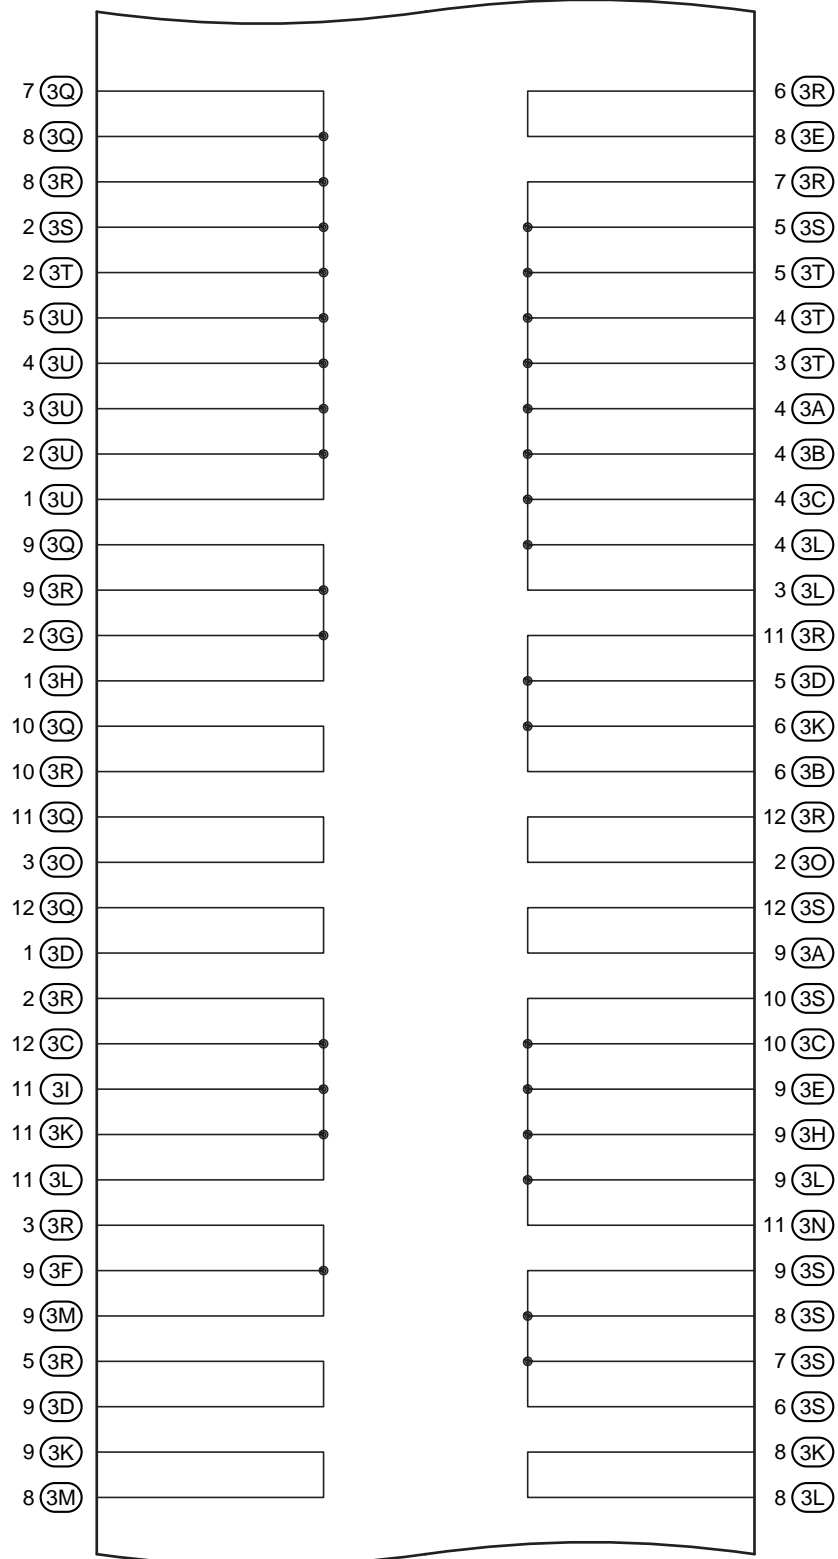 7 3Q
8 3Q
8 3R
2 3S
2 3T
5 3U
4 3U
3 3U
2 3U
1 3U
9 3Q
9 3R
2 3G
1 3H
10 3Q
10 3R
11 3Q
3 3O
12 3Q
1 3D
2 3R
12 3C
11 3I
11 3K
11 3L
3 3R
9 3F
9 3M
5 3R
9 3D
9 3K
8 3M
6 3R
8 3E
7 3R
5 3S
5 3T
4 3T
3 3T
4 3A
4 3B
4 3C
4 3L
3 3L
11 3R
5 3D
6 3K
6 3B
12 3R
2 3O
12 3S
9 3A
10 3S
10 3C
9 3E
9 3H
9 3L
11 3N
9 3S
8 3S
7 3S
6 3S
8 3K
8 3L